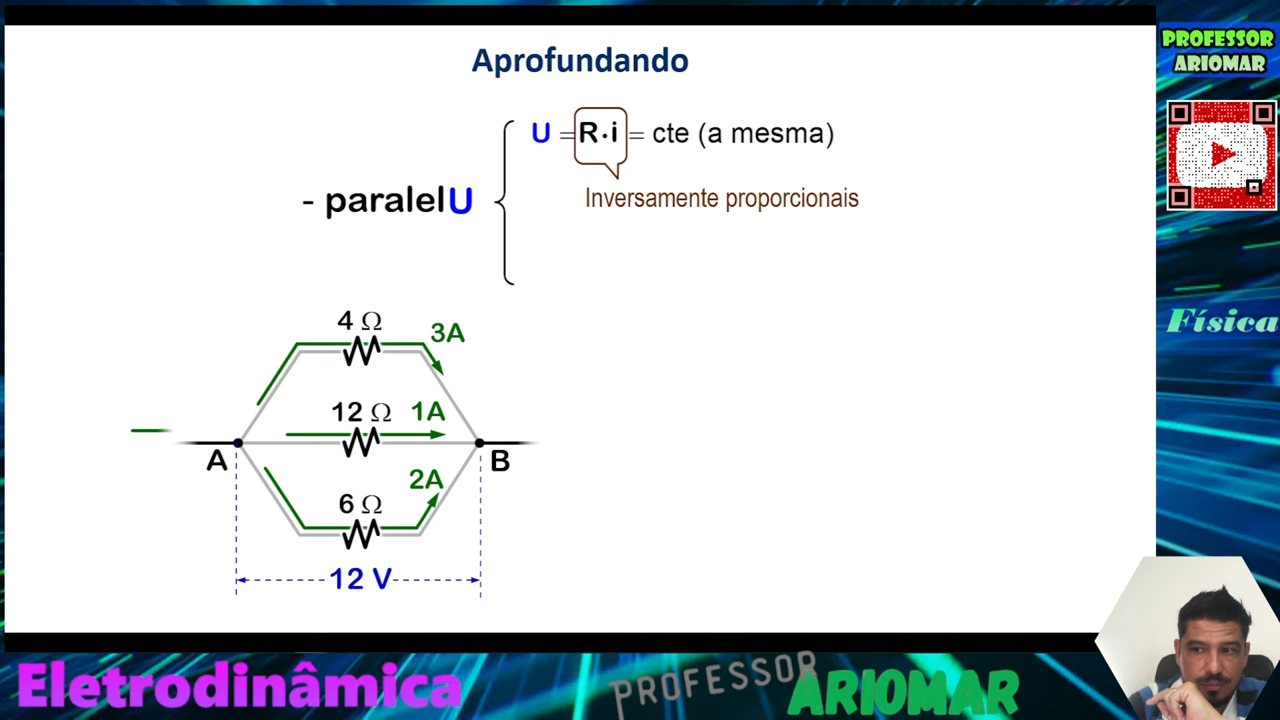 Aprofundando
PROFESSOR
ARIOMAR
U = R·i = cte (a mesma)
Inversamente proporcionais
- paralelU
Física
4 Ω
3A
12 Ω
1A
A
B
2A
6 Ω
12 V
Eletrodinâmica
PROFESSOR
ARIOMAR